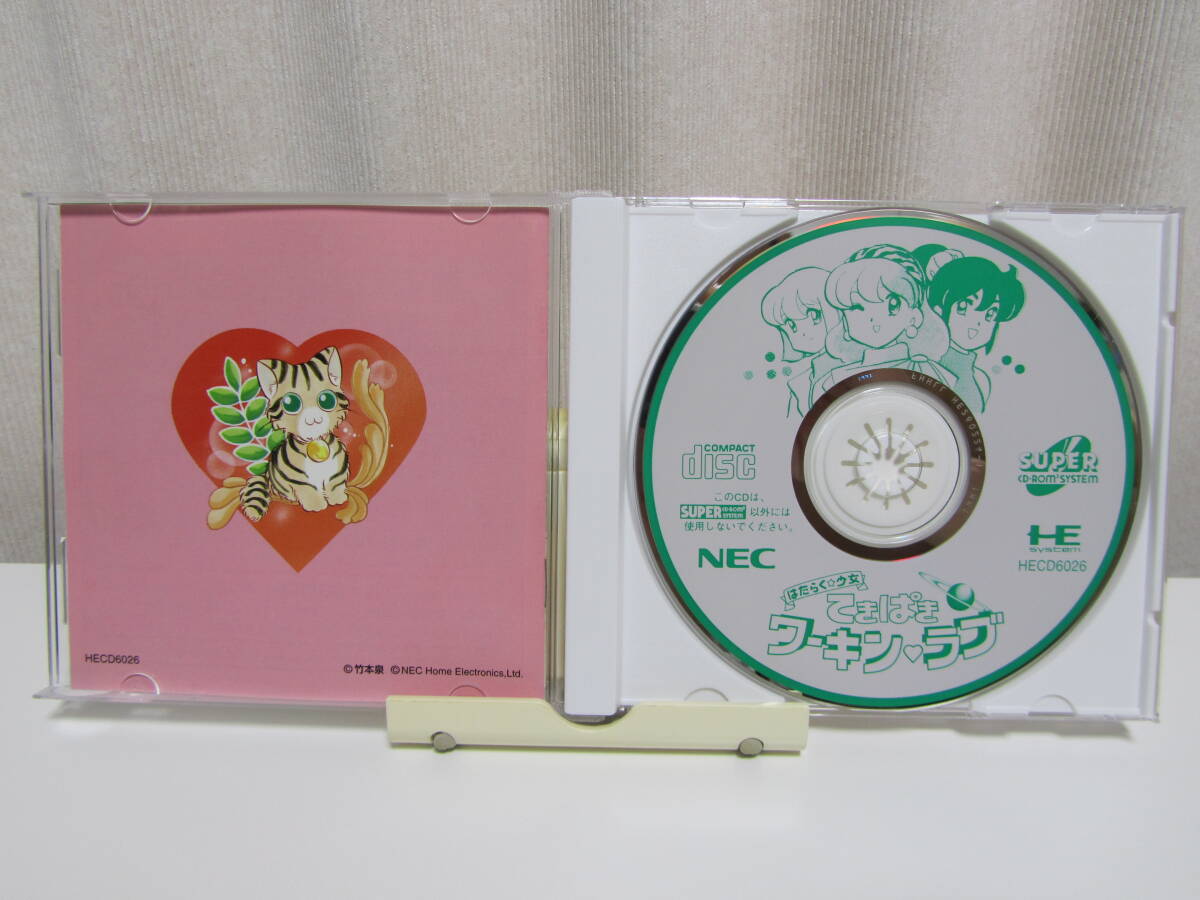 HECD6026
©竹本泉 ©NEC Home Electronics,Ltd.
COMPACT
disc
このCDは、
SUPER CD-ROM² SYSTEM 以外には
使用しないでください。
NEC
SUPER
CD-ROM² SYSTEM
HE
system
HECD6026
はたらく☆少女
てきぱき
ワーキン♥ラブ